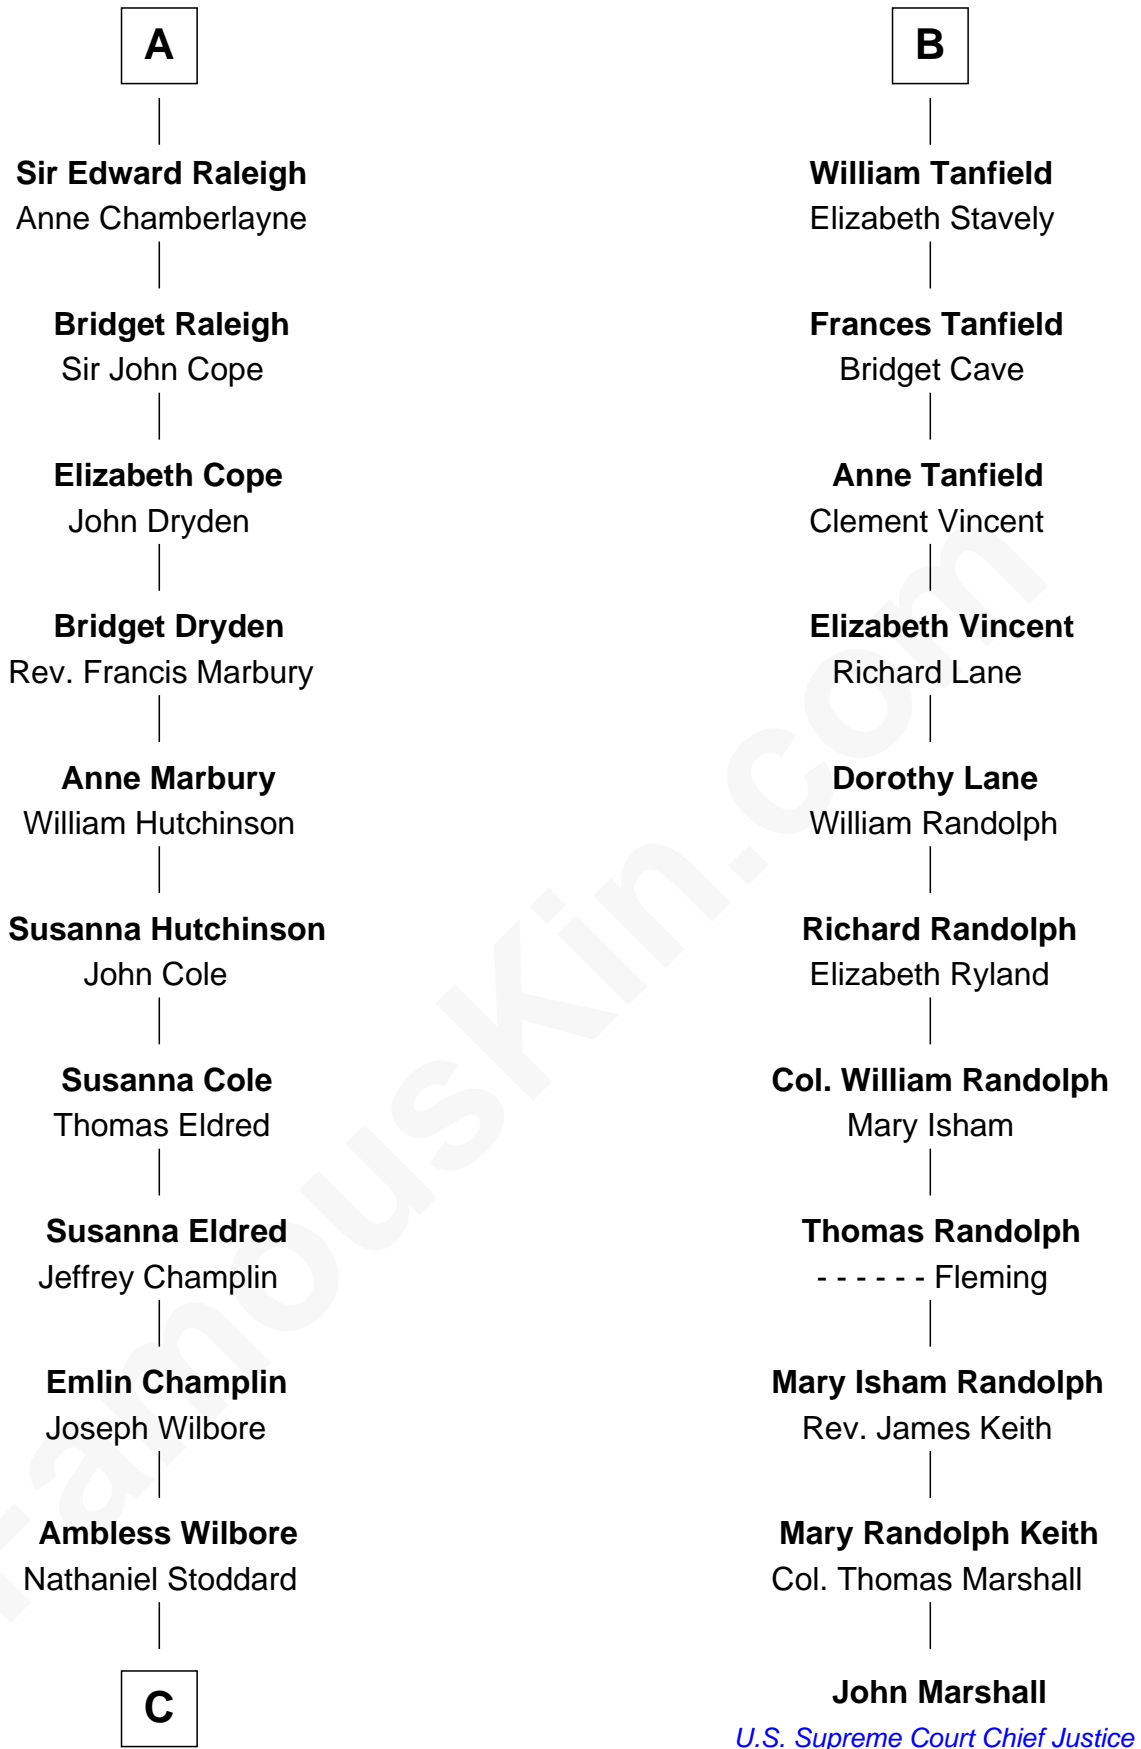 A
Sir Edward Raleigh
Anne Chamberlayne
Bridget Raleigh
Sir John Cope
Elizabeth Cope
John Dryden
Bridget Dryden
Rev. Francis Marbury
Anne Marbury
William Hutchinson
Susanna Hutchinson
John Cole
Susanna Cole
Thomas Eldred
Susanna Eldred
Jeffrey Champlin
Emlin Champlin
Joseph Wilbore
Ambless Wilbore
Nathaniel Stoddard
C
B
William Tanfield
Elizabeth Stavely
Frances Tanfield
Bridget Cave
Anne Tanfield
Clement Vincent
Elizabeth Vincent
Richard Lane
Dorothy Lane
William Randolph
Richard Randolph
Elizabeth Ryland
Col. William Randolph
Mary Isham
Thomas Randolph
- - - - - - Fleming
Mary Isham Randolph
Rev. James Keith
Mary Randolph Keith
Col. Thomas Marshall
John Marshall
U.S. Supreme Court Chief Justice
FamousKin.com